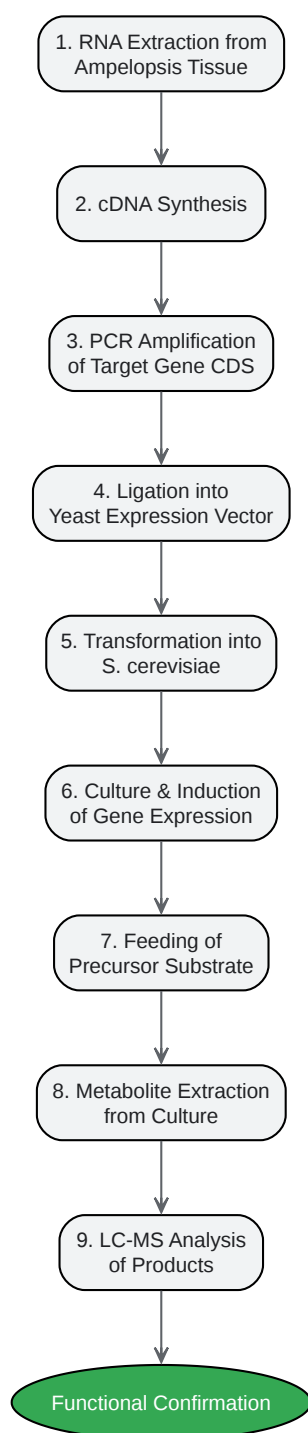 1. RNA Extraction from
Ampelopsis Tissue
2. cDNA Synthesis
3. PCR Amplification
of Target Gene CDS
4. Ligation into
Yeast Expression Vector
5. Transformation into
S. cerevisiae
6. Culture & Induction
of Gene Expression
7. Feeding of
Precursor Substrate
8. Metabolite Extraction
from Culture
9. LC-MS Analysis
of Products
Functional Confirmation